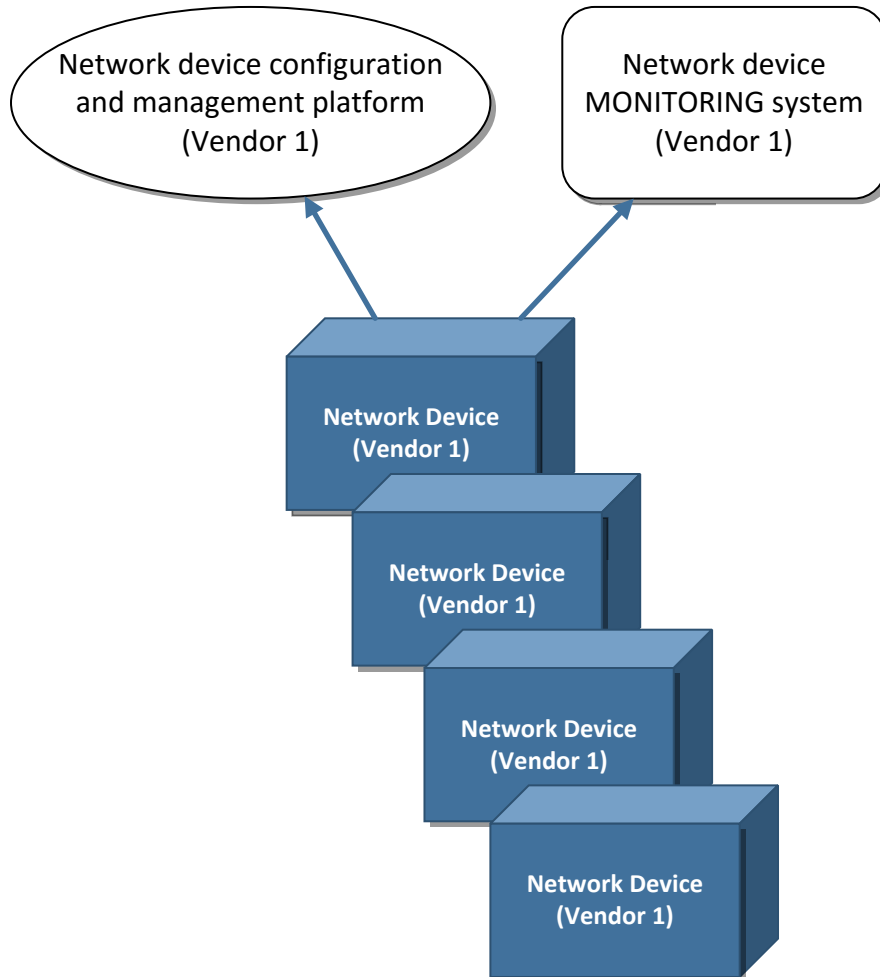 Network device configuration
and management platform
(Vendor 1)
Network device
MONITORING system
(Vendor 1)
Network Device
(Vendor 1)
Network Device
(Vendor 1)
Network Device
(Vendor 1)
Network Device
(Vendor 1)